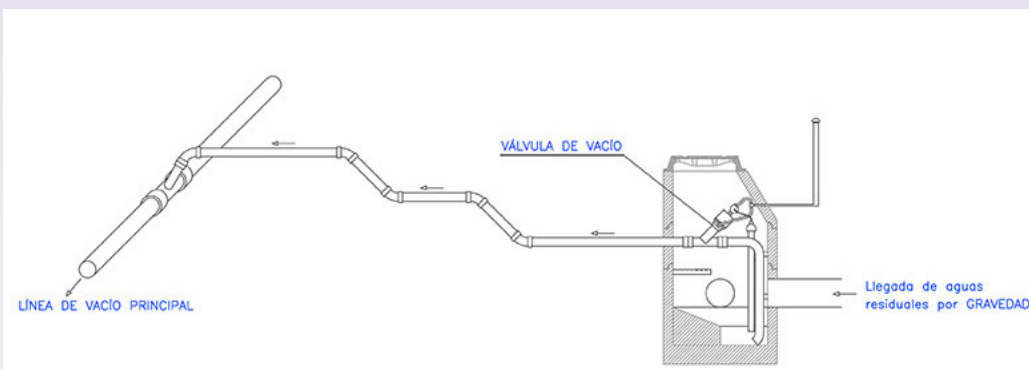 VÁLVULA DE VACÍO
LÍNEA DE VACÍO PRINCIPAL
Llegada de aguas
residuales por GRAVEDAD